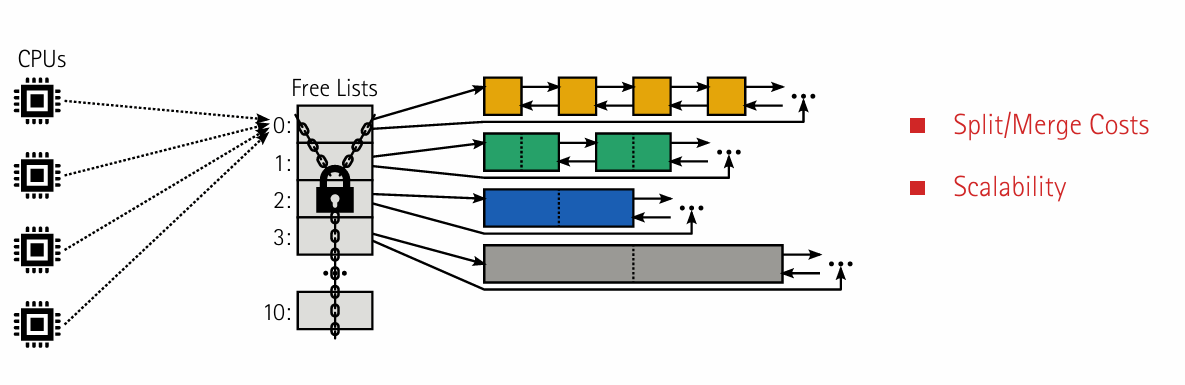 CPUs
Free Lists
0:
1:
2:
3:
10:
Split/Merge Costs
Scalability